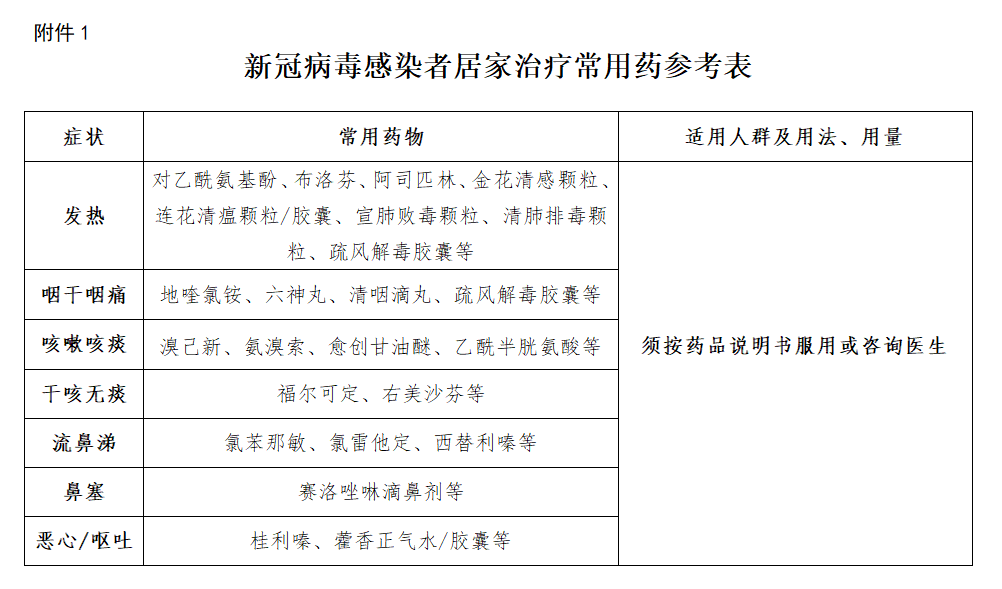 附件 1
新冠病毒感染者居家治疗常用药参考表
症状
常用药物
适用人群及用法、用量
发热
对乙酰氨基酚、布洛芬、阿司匹林、金花清感颗粒、
连花清瘟颗粒/胶囊、宣肺败毒颗粒、清肺排毒颗
粒、疏风解毒胶囊等
须按药品说明书服用或咨询医生
咽干咽痛
地喹氯铵、六神丸、清咽滴丸、疏风解毒胶囊等
咳嗽咳痰
溴己新、氨溴索、愈创甘油醚、乙酰半胱氨酸等
干咳无痰
福尔可定、右美沙芬等
流鼻涕
氯苯那敏、氯雷他定、西替利嗪等
鼻塞
赛洛唑啉滴鼻剂等
恶心/呕吐
桂利嗪、藿香正气水/胶囊等